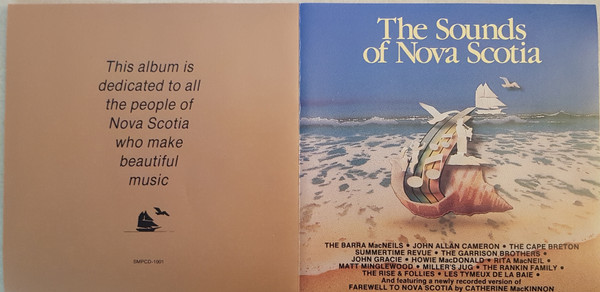 This album is
dedicated to all
the people of
Nova Scotia
who make
beautiful
music
SMPCD-1001
The Sounds
of Nova Scotia
THE BARRA MacNEILS • JOHN ALLAN CAMERON • THE CAPE BRETON
SUMMERTIME REVUE • THE GARRISON BROTHERS •
JOHN GRACIE • HOWIE MacDONALD • RITA MacNEIL •
MATT MINGLEWOOD • MILLER'S JUG • THE RANKIN FAMILY •
THE RISE & FOLLIES • LES TYMEUX DE LA BAIE •
And featuring a newly recorded version of
FAREWELL TO NOVA SCOTIA by CATHERINE MacKINNON